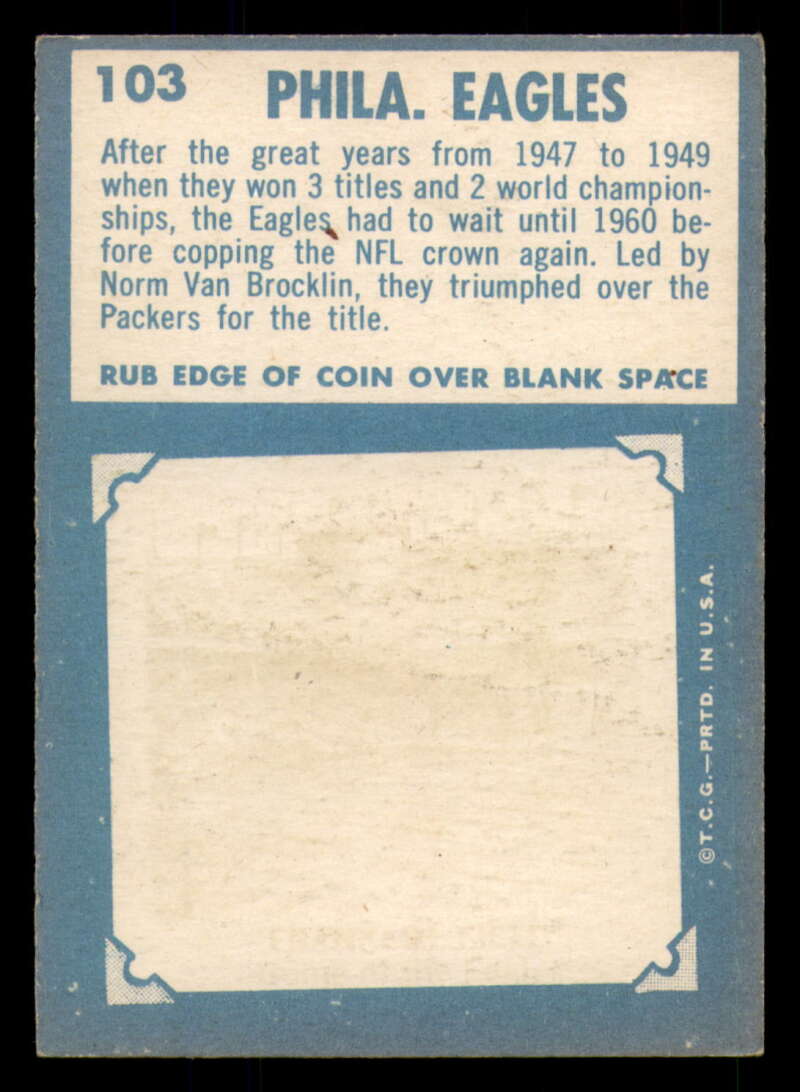 103 PHILA. EAGLES
After the great years from 1947 to 1949
when they won 3 titles and 2 world champion-
ships, the Eagles had to wait until 1960 be-
fore copping the NFL crown again. Led by
Norm Van Brocklin, they triumphed over the
Packers for the title.
RUB EDGE OF COIN OVER BLANK SPACE
©T.C.G.—PRTD. IN U.S.A.